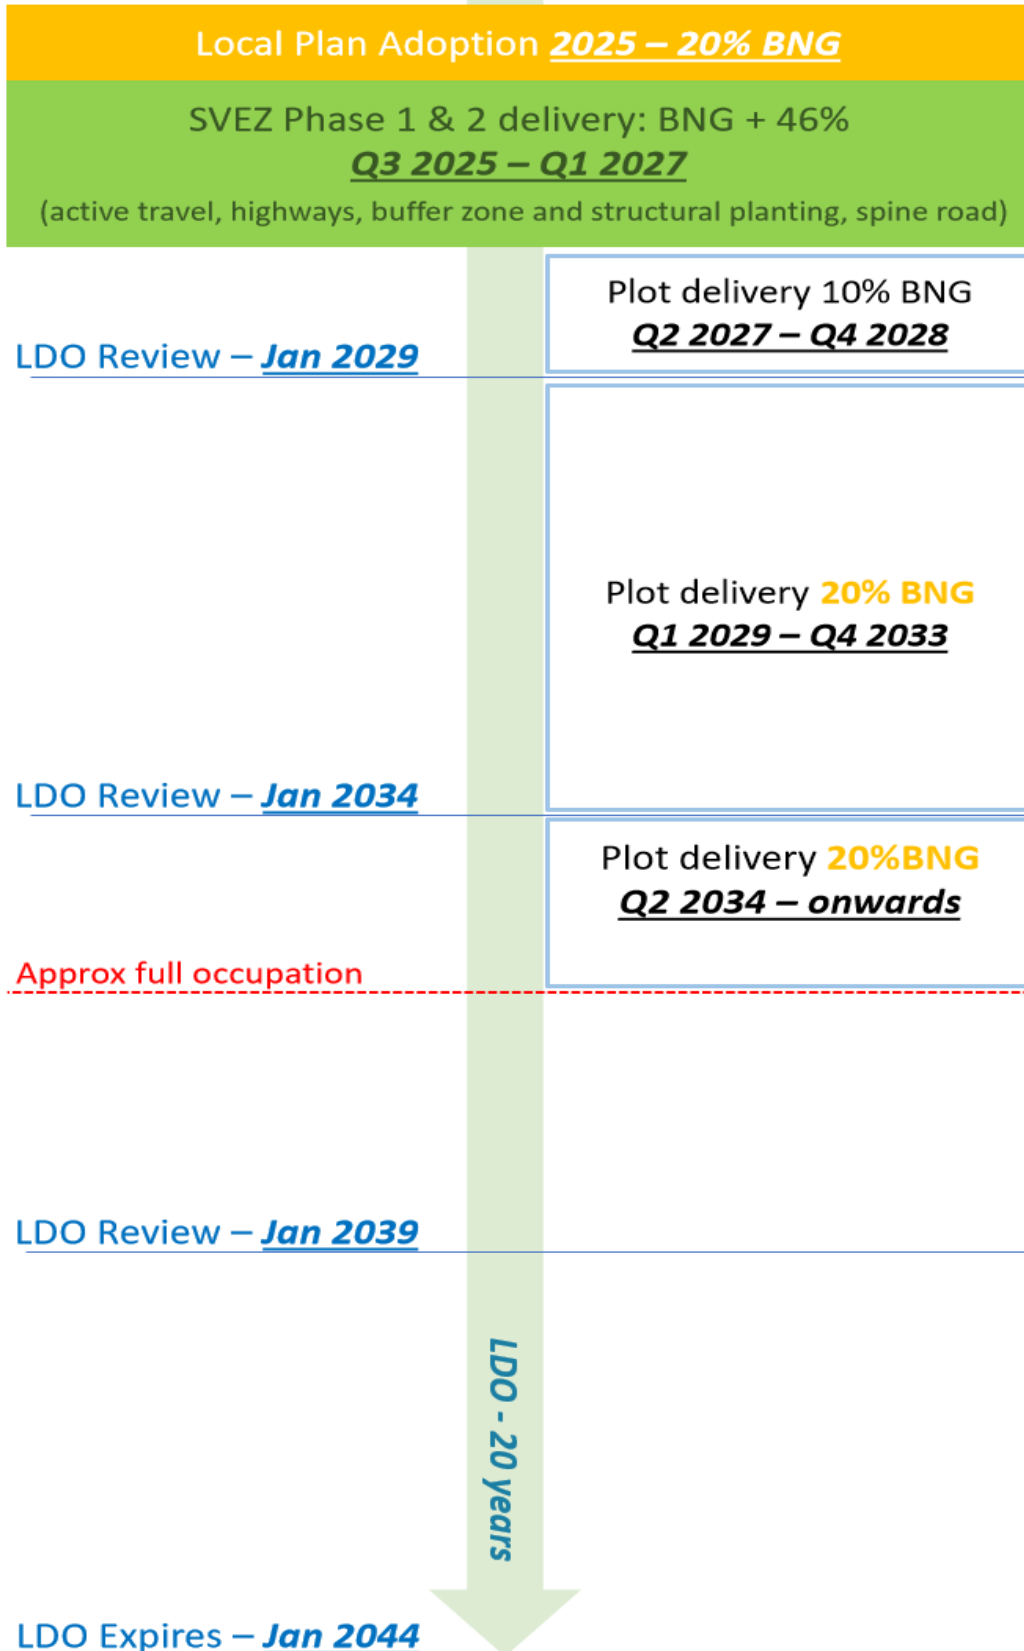 Local Plan Adoption 2025 – 20% BNG
SVEZ Phase 1 & 2 delivery: BNG + 46%
Q3 2025 – Q1 2027
(active travel, highways, buffer zone and structural planting, spine road)
Plot delivery 10% BNG
Q2 2027 – Q4 2028
LDO Review – Jan 2029
Plot delivery 20% BNG
Q1 2029 – Q4 2033
LDO Review – Jan 2034
Plot delivery 20%BNG
Q2 2034 – onwards
Approx full occupation
LDO Review – Jan 2039
LDO - 20 years
LDO Expires – Jan 2044